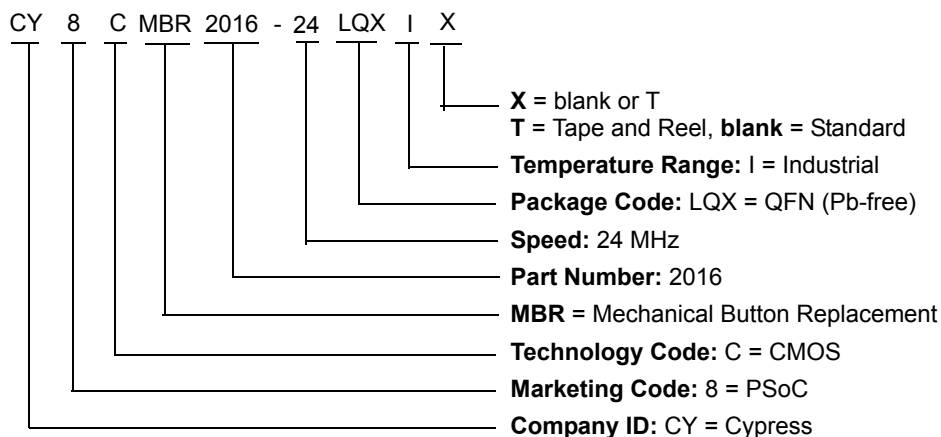 CY 8 C MBR 2016 - 24 LQX I X
X = blank or T
T = Tape and Reel, blank = Standard
Temperature Range: I = Industrial
Package Code: LQX = QFN (Pb-free)
Speed: 24 MHz
Part Number: 2016
MBR = Mechanical Button Replacement
Technology Code: C = CMOS
Marketing Code: 8 = PSoC
Company ID: CY = Cypress